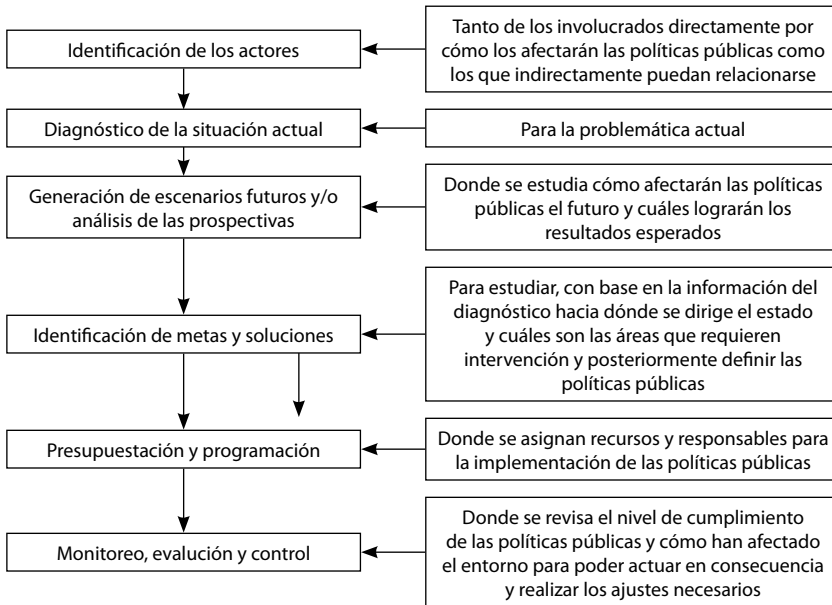 Identificación de los actores
Tanto de los involucrados directamente por
cómo los afectarán las políticas públicas como
los que indirectamente puedan relacionarse
Diagnóstico de la situación actual
Para la problemática actual
Generación de escenarios futuros y/o
análisis de las prospectivas
Donde se estudia cómo afectarán las políticas
públicas el futuro y cuáles lograrán los
resultados esperados
Identificación de metas y soluciones
Para estudiar, con base en la información del
diagnóstico hacia dónde se dirige el estado
y cuáles son las áreas que requieren
intervención y posteriormente definir las
políticas públicas
Presupuestación y programación
Donde se asignan recursos y responsables para
la implementación de las políticas públicas
Monitoreo, evalución y control
Donde se revisa el nivel de cumplimiento
de las políticas públicas y cómo han afectado
el entorno para poder actuar en consecuencia
y realizar los ajustes necesarios